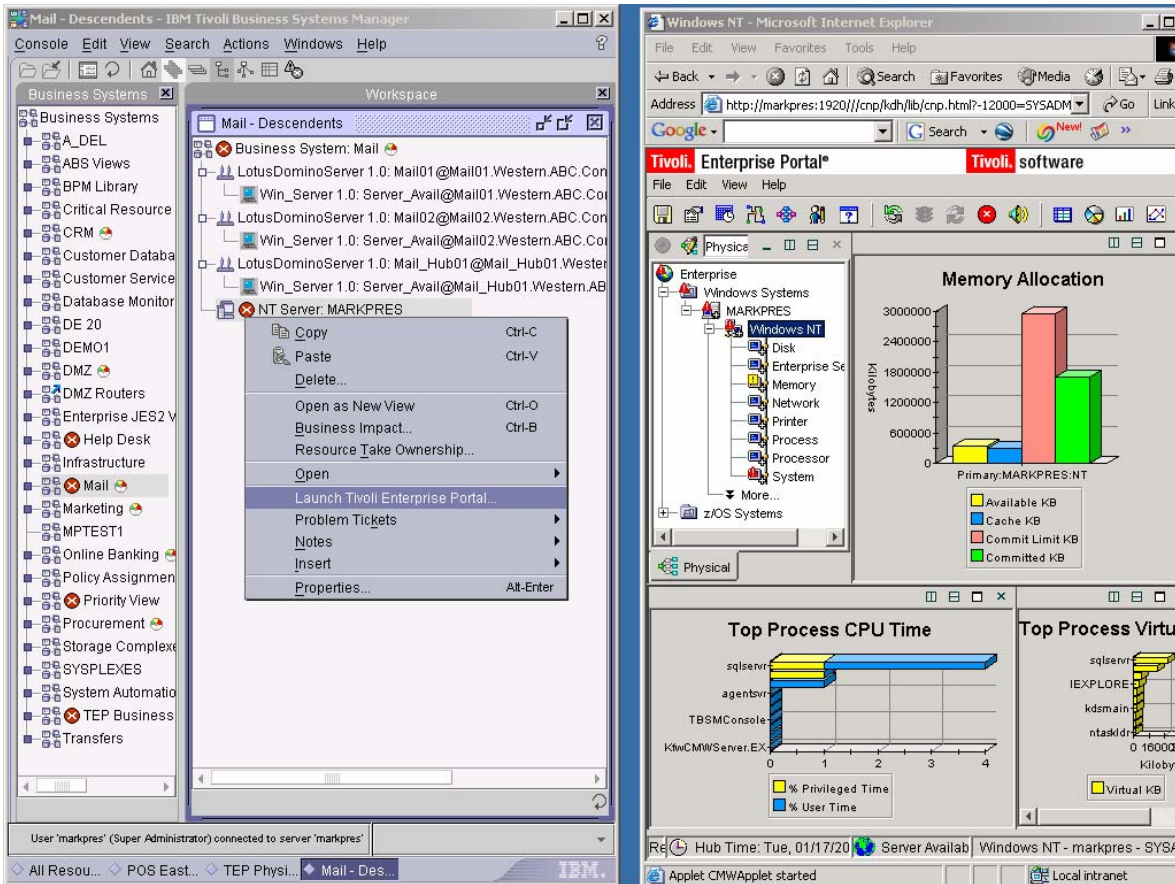 Mail - Descendents - IBM Tivoli Business Systems Manager
Console Edit View Search Actions Windows Help
Business Systems
Business Systems
A_DEL
ABS Views
BPM Library
Critical Resource
CRM
Customer Databa
Customer Service
Database Monitor
DE 20
DEMO1
DMZ
DMZ Routers
Enterprise JES2 V
Help Desk
Infrastructure
Mail
Marketing
MPTEST1
Online Banking
Policy Assignmen
Priority View
Procurement
Storage Complexe
SYSPLEXES
System Automatio
TEP Business
Transfers
Workspace
Mail - Descendents
Business System: Mail
LotusDominoServer 1.0: Mail01@Mail01.Western.ABC.Con
Win_Server 1.0: Server_Avail@Mail01.Western.ABC.Co
LotusDominoServer 1.0: Mail02@Mail02.Western.ABC.Con
Win_Server 1.0: Server_Avail@Mail02.Western.ABC.Co
LotusDominoServer 1.0: Mail_Hub01@Mail_Hub01.Wester
Win_Server 1.0: Server_Avail@Mail_Hub01.Western.AB
NT Server: MARKPRES
Copy Ctrl-C
Paste Ctrl-V
Delete...
Open as New View Ctrl-O
Business Impact... Ctrl-B
Resource Take Ownership...
Open
Launch Tivoli Enterprise Portal...
Problem Tickets
Notes
Insert
Properties... Alt-Enter
User 'markpres' (Super Administrator) connected to server 'markpres'
All Resou... POS East... TEP Physi... Mail - Des... IBM.
Windows NT - Microsoft Internet Explorer
File Edit View Favorites Tools Help
Back Search Favorites Media
Address http://markpres:1920///cnp/kdh/lib/cnp.html?-12000=SYSADM Go Link
Google G Search New!
Tivoli. Enterprise Portal® Tivoli. software
File Edit View Help
Physica
Enterprise
Windows Systems
MARKPRES
Windows NT
Disk
Enterprise Se
Memory
Network
Printer
Process
Processor
System
More...
z/OS Systems
Physical
Memory Allocation
3000000
2400000
1800000
1200000
600000
0
Kilobytes
Primary:MARKPRES:NT
Available KB
Cache KB
Commit Limit KB
Committed KB
Top Process CPU Time
sqlservr
agentsvr
TBSMConsole
KfwCMWServer.EX
0 1 2 3 4
% Privileged Time
% User Time
Top Process Virtu
sqlservr
IEXPLORE
kdsmain
ntaskldr
0 16000
Kiloby
Virtual KB
Hub Time: Tue, 01/17/20 Server Availab Windows NT - markpres - SYSA
Applet CMWApplet started Local intranet